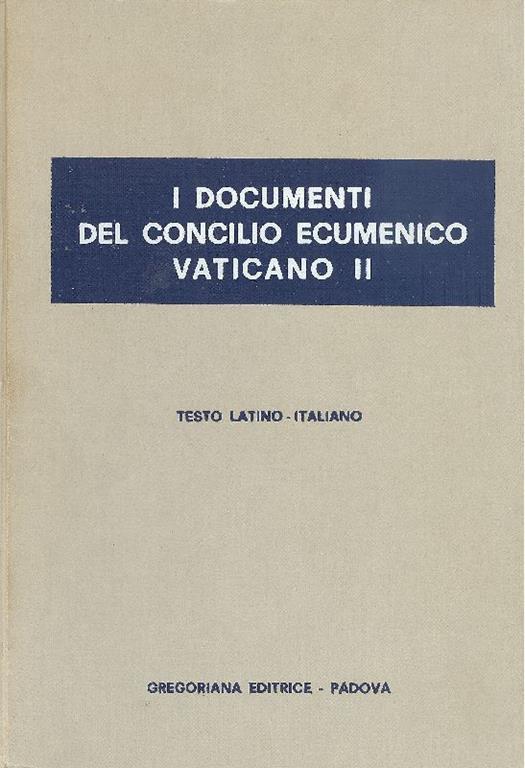 I DOCUMENTI
DEL CONCILIO ECUMENICO
VATICANO II
TESTO LATINO-ITALIANO
GREGORIANA EDITRICE - PADOVA